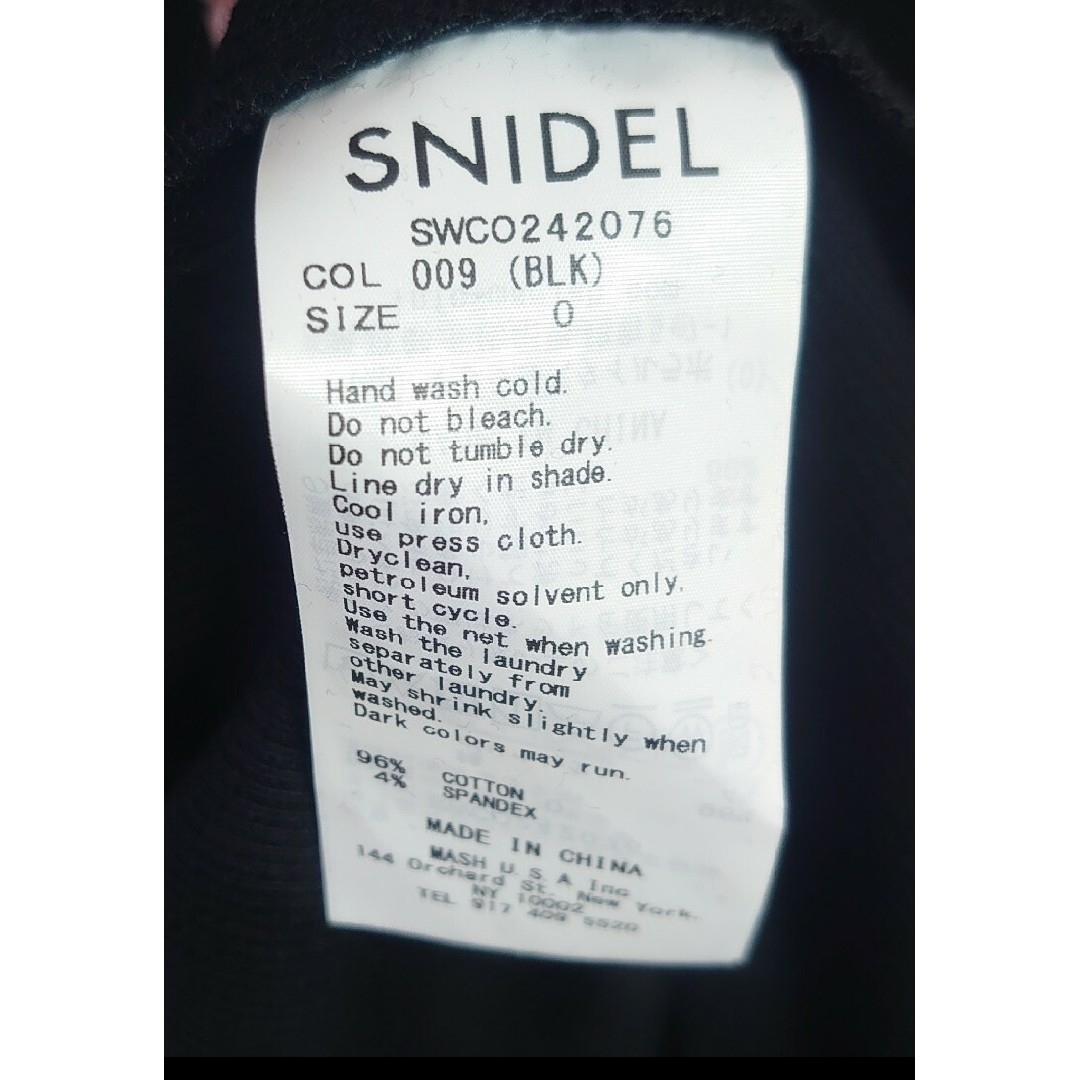 SNIDEL
SWCO242076
COL 009 (BLK)
SIZE 0
Hand wash cold.
Do not bleach.
Do not tumble dry.
Line dry in shade.
Cool iron,
use press cloth.
Dryclean,
petroleum solvent only,
short cycle.
Use the net when washing.
Wash the laundry
separately from
other laundry.
May shrink slightly when
washed.
Dark colors may run.
96% COTTON
4% SPANDEX
MADE IN CHINA
MASH U.S.A Inc
144 Orchard St. New York.
NY 10002
TEL 917 409 5520